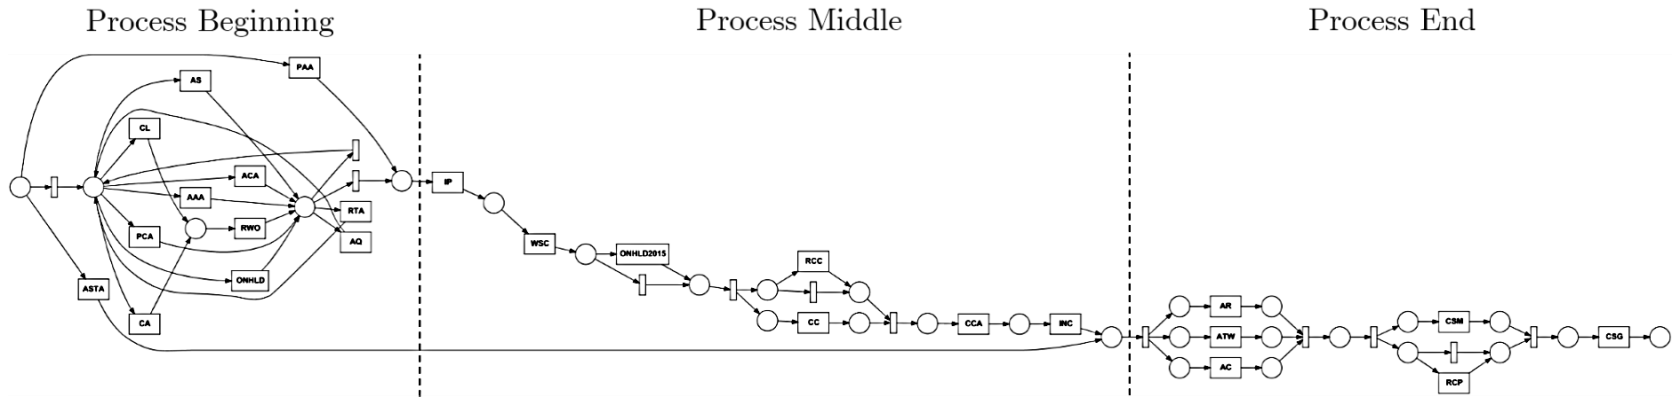 Process Beginning
Process Middle
Process End
PAA
AS
CL
ACA
AAA
RTA
PCA
RWO
AQ
ONHLD
ASTA
CA
IP
WSC
ONHLD2015
RCC
CC
CCA
INC
AR
ATW
AC
CSM
RCP
CSG